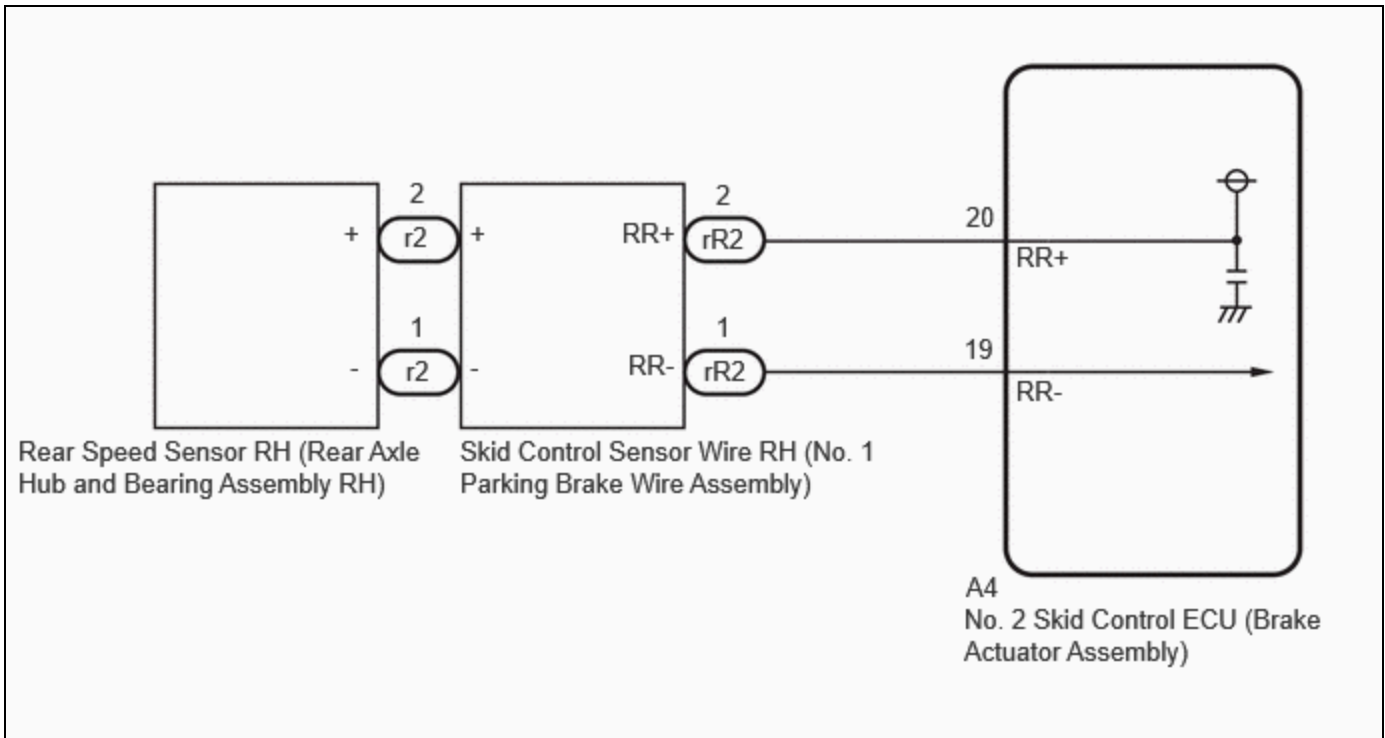 2
2
+
r2
+
RR+
rR2
20
RR+
1
1
-
r2
-
RR-
rR2
19
RR-
Rear Speed Sensor RH (Rear Axle
Hub and Bearing Assembly RH)
Skid Control Sensor Wire RH (No. 1
Parking Brake Wire Assembly)
A4
No. 2 Skid Control ECU (Brake
Actuator Assembly)